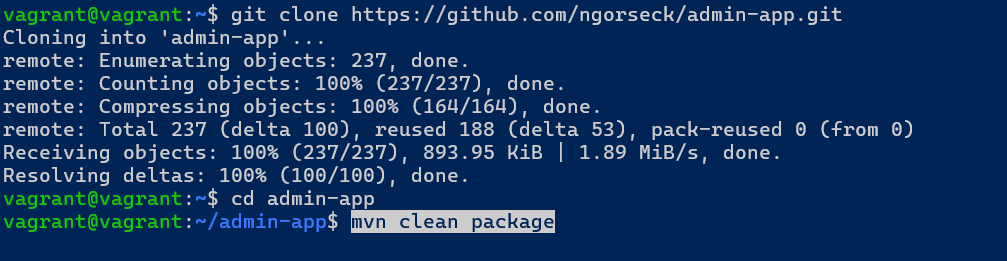 vagrant@vagrant:~$ git clone https://github.com/ngorseck/admin-app.git
Cloning into 'admin-app'...
remote: Enumerating objects: 237, done.
remote: Counting objects: 100% (237/237), done.
remote: Compressing objects: 100% (164/164), done.
remote: Total 237 (delta 100), reused 188 (delta 53), pack-reused 0 (from 0)
Receiving objects: 100% (237/237), 893.95 KiB | 1.89 MiB/s, done.
Resolving deltas: 100% (100/100), done.
vagrant@vagrant:~$ cd admin-app
vagrant@vagrant:~/admin-app$ mvn clean package